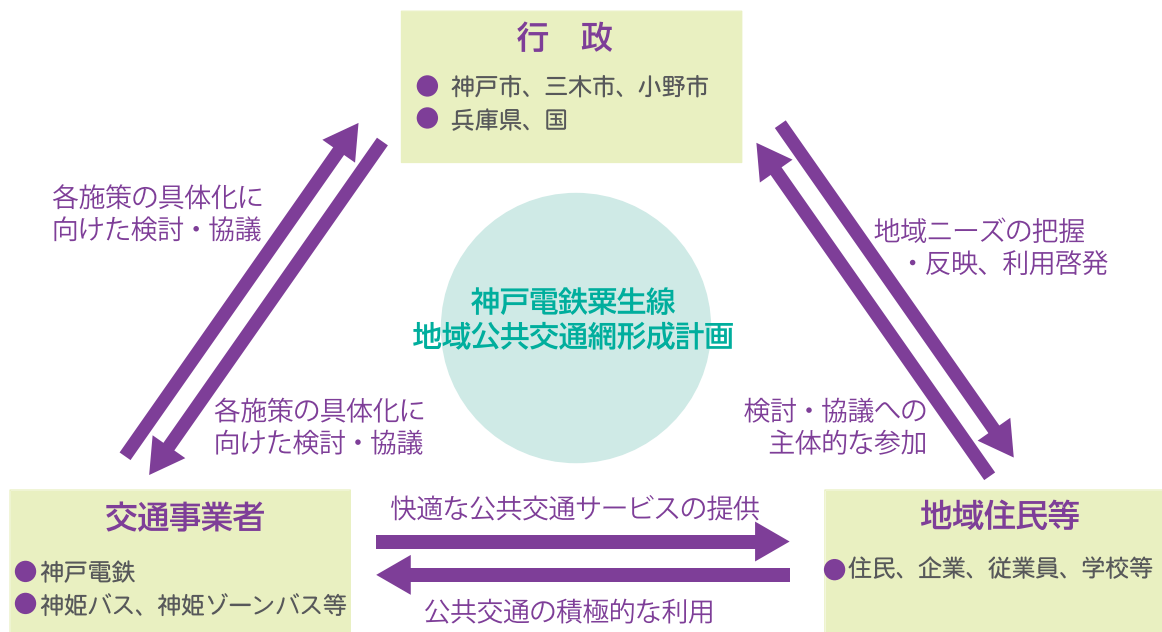 行　政
● 神戸市、三木市、小野市
● 兵庫県、国
各施策の具体化に
向けた検討・協議
地域ニーズの把握
・反映、利用啓発
神戸電鉄粟生線
地域公共交通網形成計画
各施策の具体化に
向けた検討・協議
検討・協議への
主体的な参加
交通事業者
● 神戸電鉄
● 神姫バス、神姫ゾーンバス等
快適な公共交通サービスの提供
公共交通の積極的な利用
地域住民等
● 住民、企業、従業員、学校等